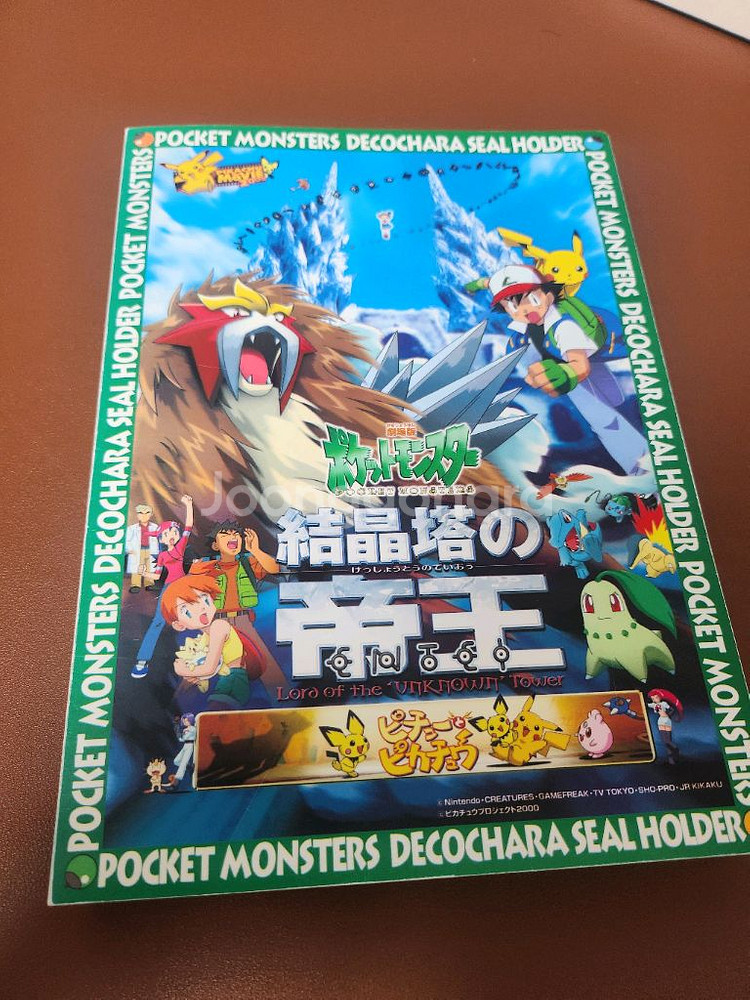 POCKET MONSTERS DECOCHARA SEAL HOLDER
POCKET MONSTERS DECOCHARA SEAL HOLDER POCKET MONSTERS
POCKET MONSTERS DECOCHARA SEAL HOLDER POCKET MONSTERS
劇場版
ポケットモンスター
POCKET MONSTERS
結晶塔の
けっしょうとうのていおう
帝王
ENTEI
Lord of the "UNKNOWN" Tower
ピチューと
ピカチュウ
© Nintendo・CREATURES・GAMEFREAK・TV TOKYO・SHO-PRO・JR KIKAKU
© ピカチュウプロジェクト2000
POCKET MONSTERS DECOCHARA SEAL HOLDER